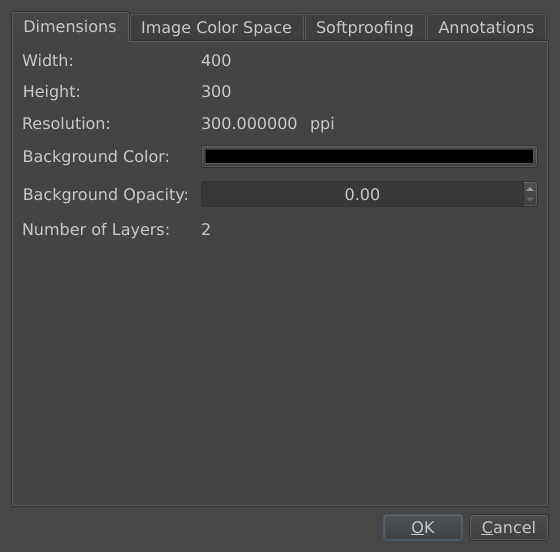 Dimensions Image Color Space Softproofing Annotations
Width: 400
Height: 300
Resolution: 300.000000 ppi
Background Color:
Background Opacity: 0.00
Number of Layers: 2
OK Cancel